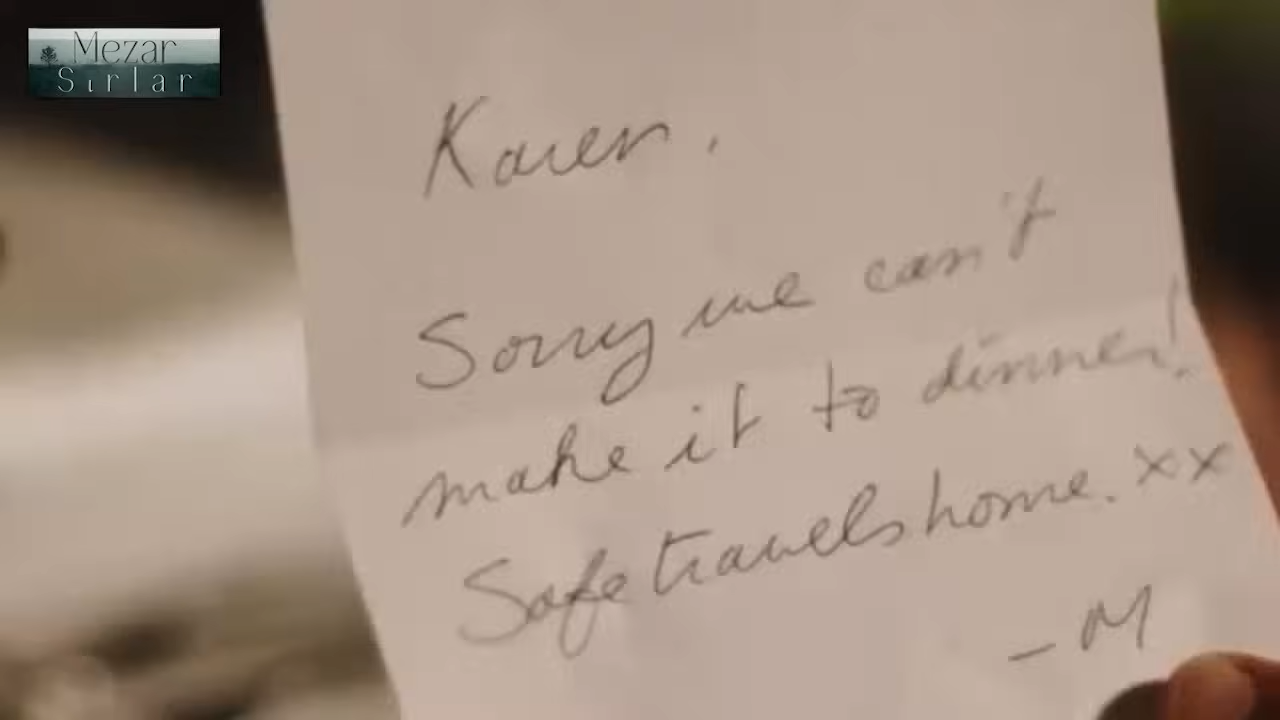 Mezar
Sırlar
Karen,
Sorry we can't
make it to dinner!
Safe travels home. xx
- M